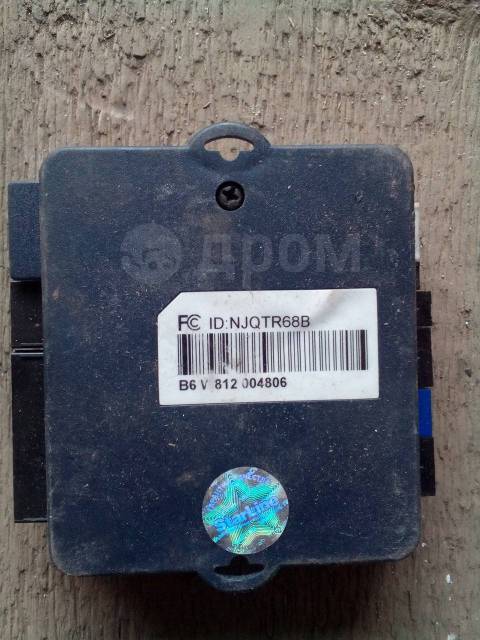 дром
FC ID:NJQTR68B
B6 V 812 004806
StarLine